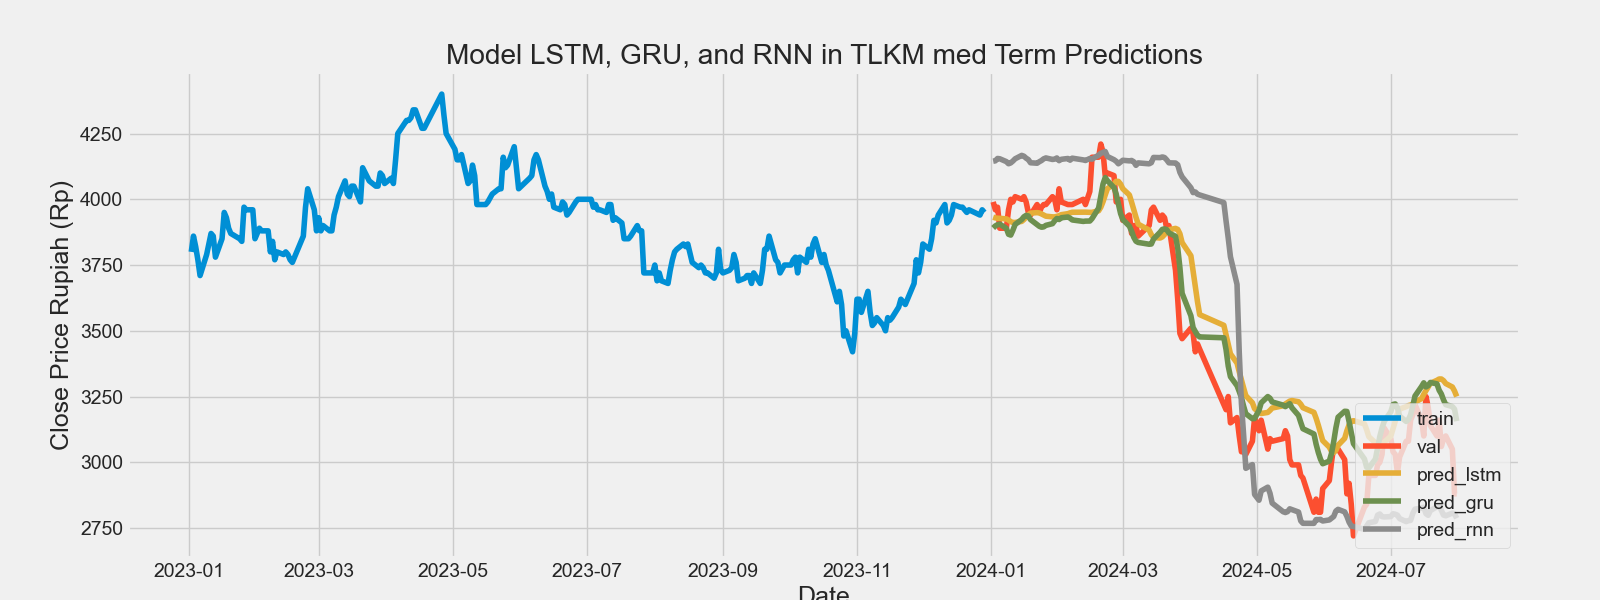 Model LSTM, GRU, and RNN in TLKM med Term Predictions
Close Price Rupiah (Rp)
4250
4000
3750
3500
3250
3000
2750
train
val
pred_lstm
pred_gru
pred_rnn
2023-01 2023-03 2023-05 2023-07 2023-09 2023-11 2024-01 2024-03 2024-05 2024-07
Date